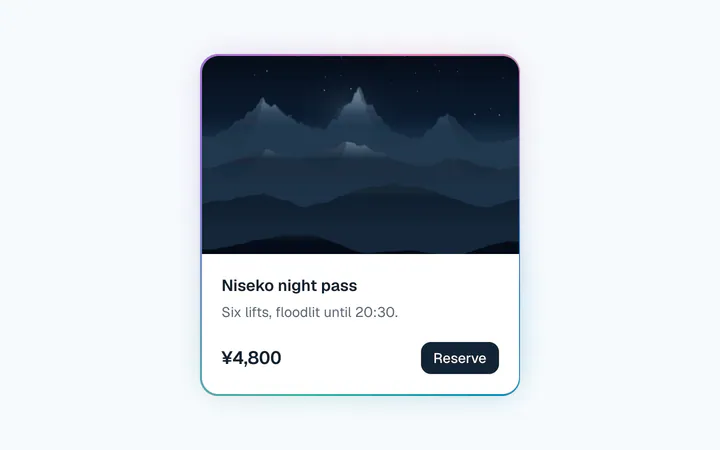 Niseko night pass
Six lifts, floodlit until 20:30.
¥4,800
Reserve